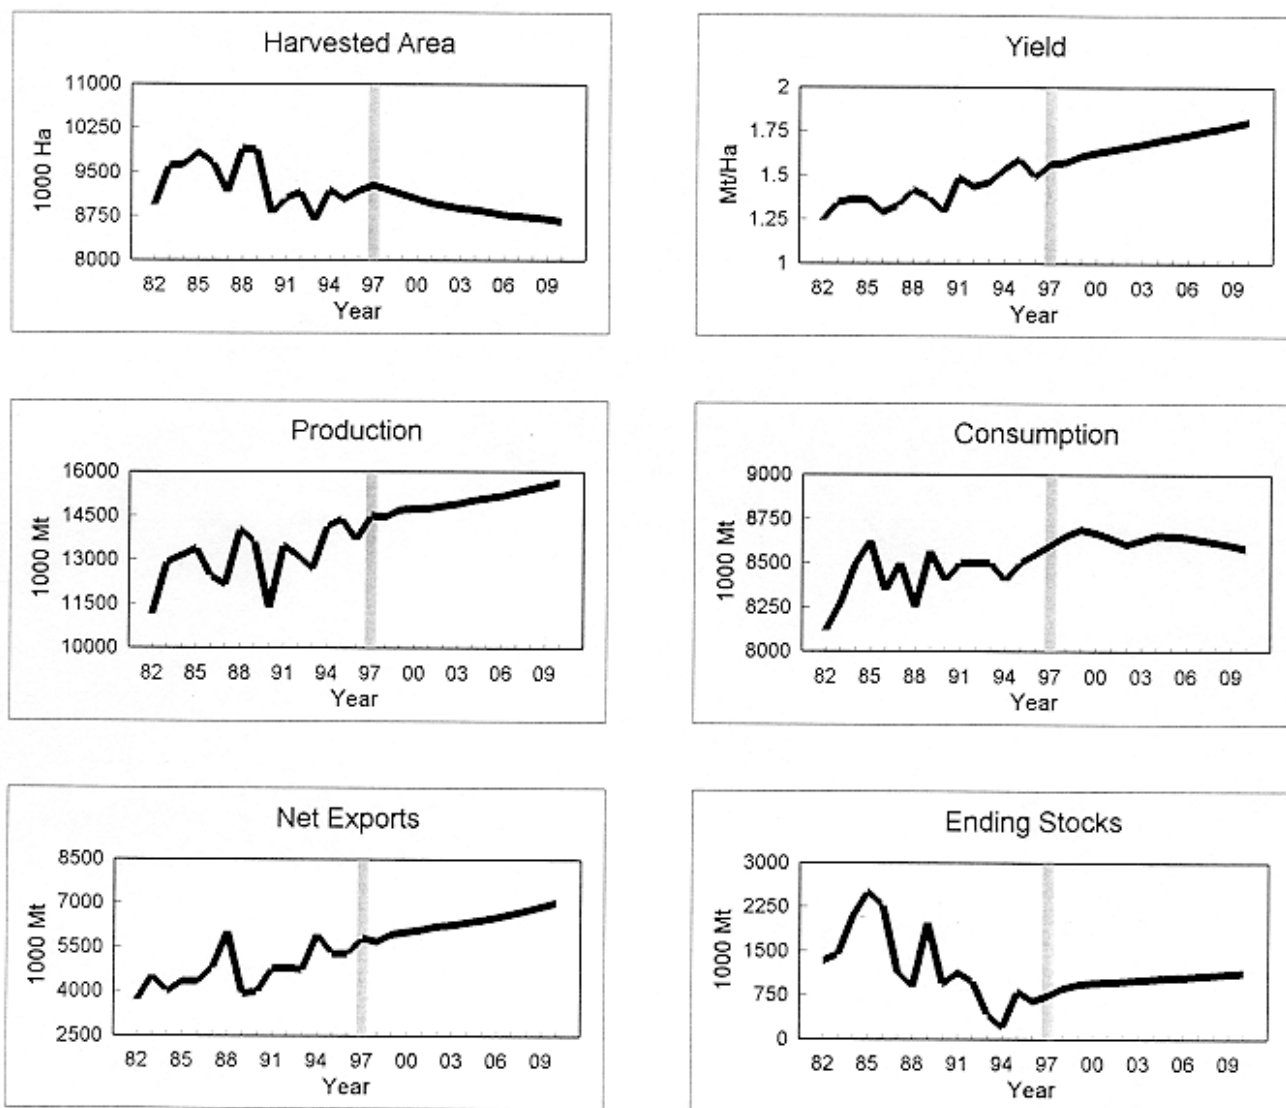 Harvested Area
1000 Ha
11000
10250
9500
8750
8000
82 85 88 91 94 97 00 03 06 09
Year
Yield
Mt/Ha
2
1.75
1.5
1.25
1
82 85 88 91 94 97 00 03 06 09
Year
Production
1000 Mt
16000
14500
13000
11500
10000
82 85 88 91 94 97 00 03 06 09
Year
Consumption
1000 Mt
9000
8750
8500
8250
8000
82 85 88 91 94 97 00 03 06 09
Year
Net Exports
1000 Mt
8500
7000
5500
4000
2500
82 85 88 91 94 97 00 03 06 09
Year
Ending Stocks
1000 Mt
3000
2250
1500
750
0
82 85 88 91 94 97 00 03 06 09
Year